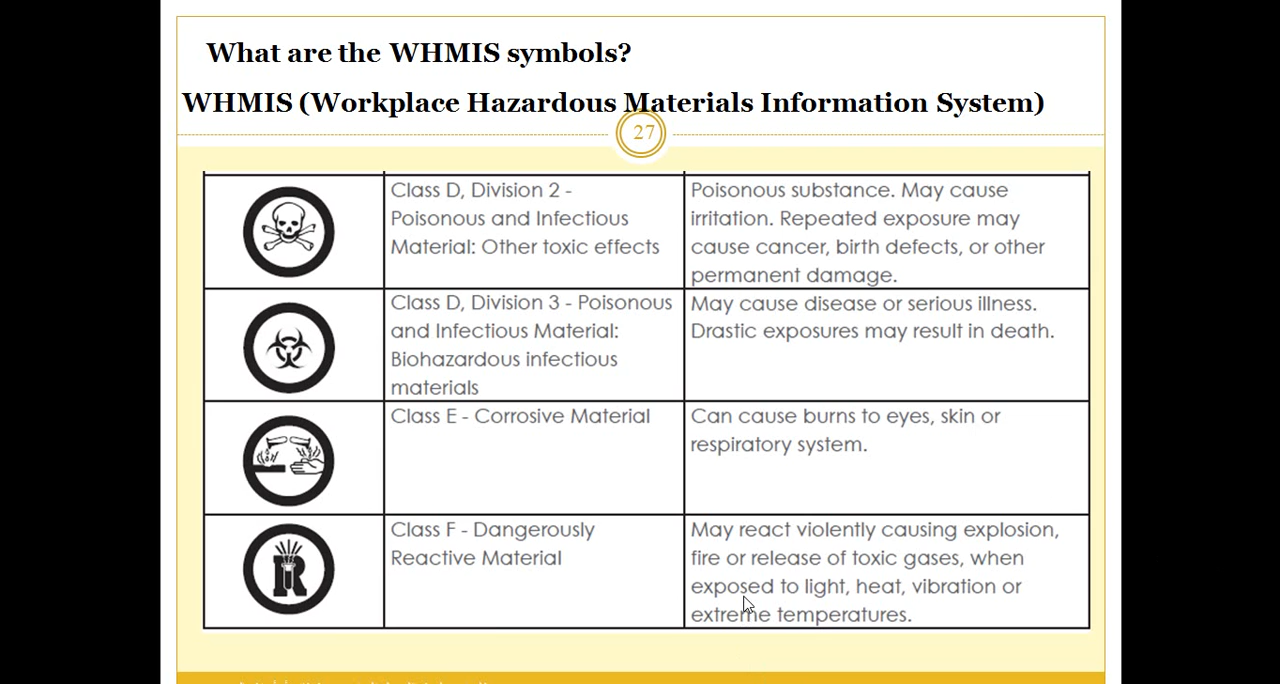 What are the WHMIS symbols?
WHMIS (Workplace Hazardous Materials Information System)
27
Class D, Division 2 -
Poisonous and Infectious
Material: Other toxic effects
Poisonous substance. May cause
irritation. Repeated exposure may
cause cancer, birth defects, or other
permanent damage.
Class D, Division 3 - Poisonous
and Infectious Material:
Biohazardous infectious
materials
May cause disease or serious illness.
Drastic exposures may result in death.
Class E - Corrosive Material
Can cause burns to eyes, skin or
respiratory system.
R
Class F - Dangerously
Reactive Material
May react violently causing explosion,
fire or release of toxic gases, when
exposed to light, heat, vibration or
extreme temperatures.